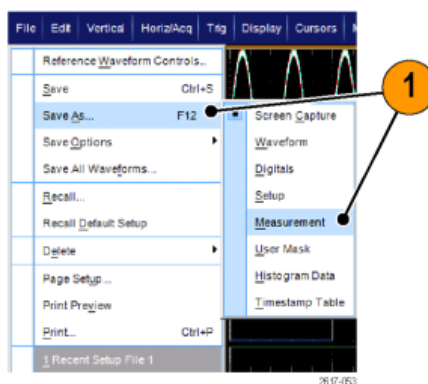 File Edit Vertical Horiz/Acq Trig Display Cursors
Reference Waveform Controls...
Save Ctrl+S
Save As... F12
Save Options
Save All Waveforms...
Recall...
Recall Default Setup
Delete
Page Setup...
Print Preview
Print... Ctrl+P
1 Recent Setup File 1
Screen Capture
Waveform
Digitals
Setup
Measurement
User Mask
Histogram Data
Timestamp Table
1
2617-053